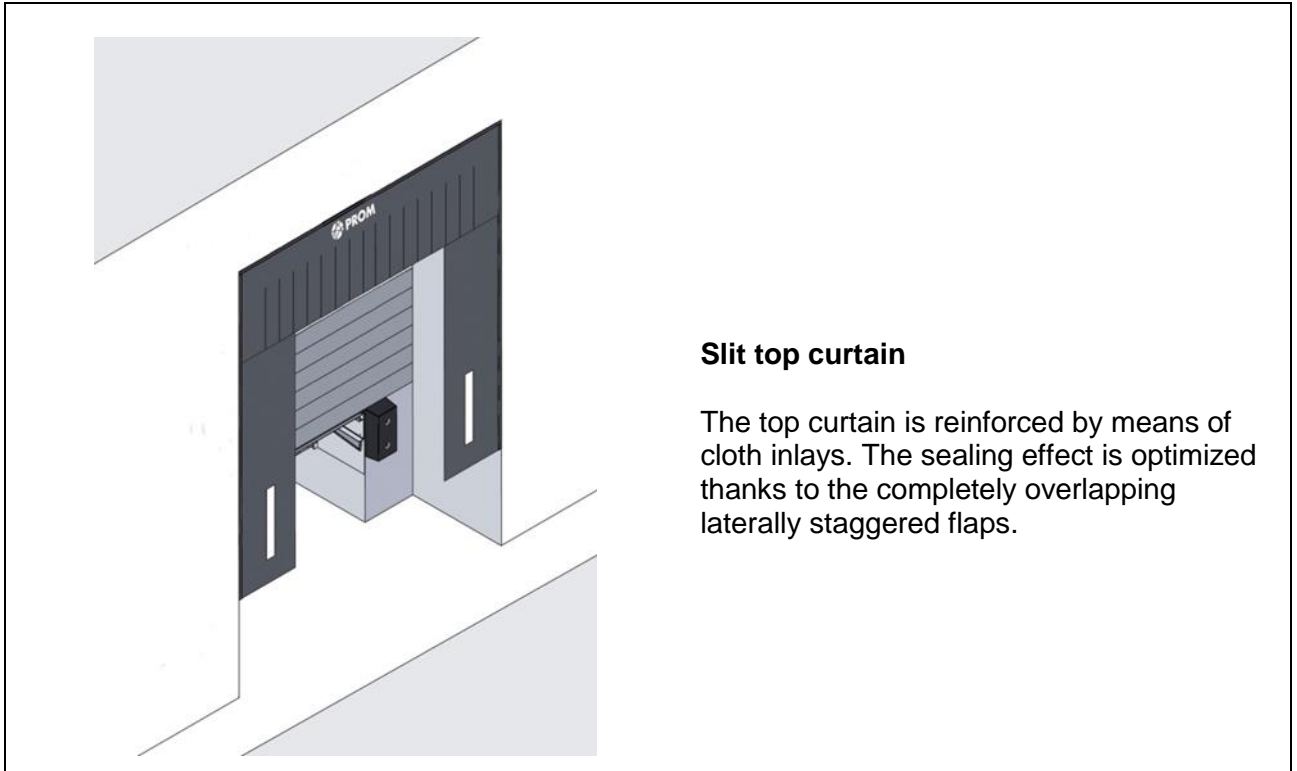 PROM
Slit top curtain
The top curtain is reinforced by means of
cloth inlays. The sealing effect is optimized
thanks to the completely overlapping
laterally staggered flaps.